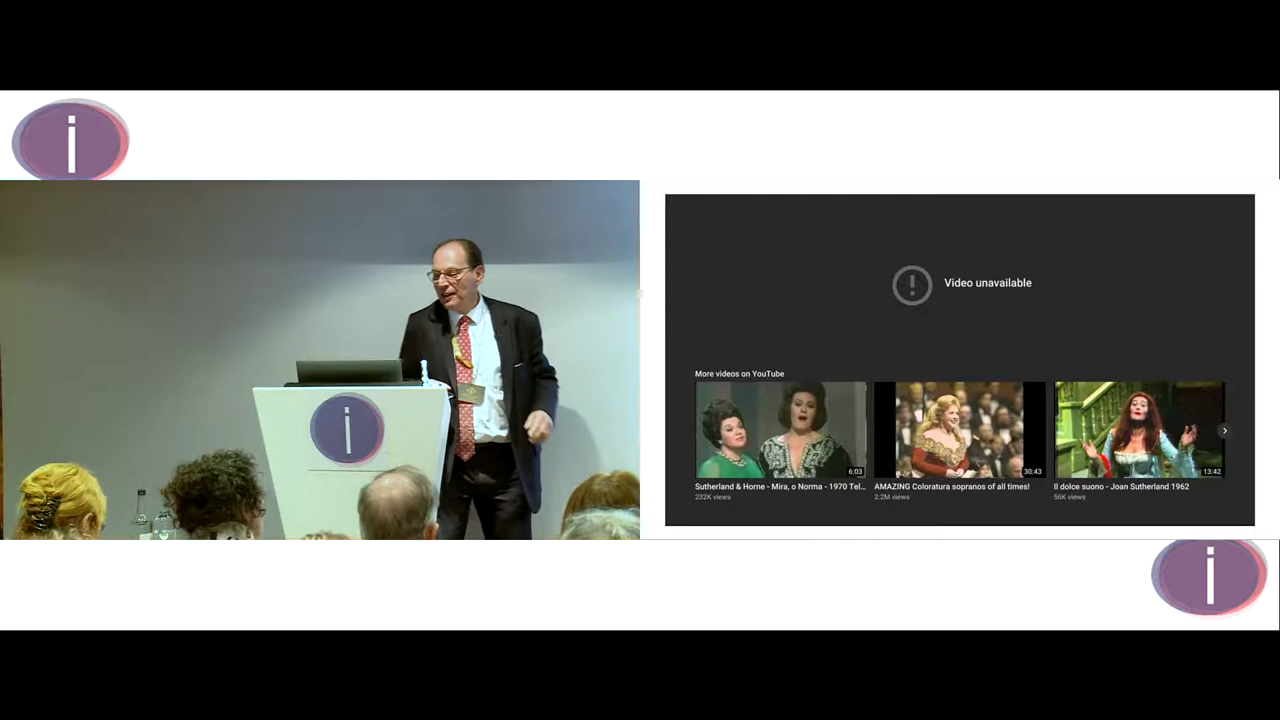 i
Video unavailable
More videos on YouTube
6:03
30:43
13:42
Sutherland & Horne - Mira, o Norma - 1970 Tel...
AMAZING Coloratura sopranos of all times!
Il dolce suono - Joan Sutherland 1962
232K views
2.2M views
56K views
i
i